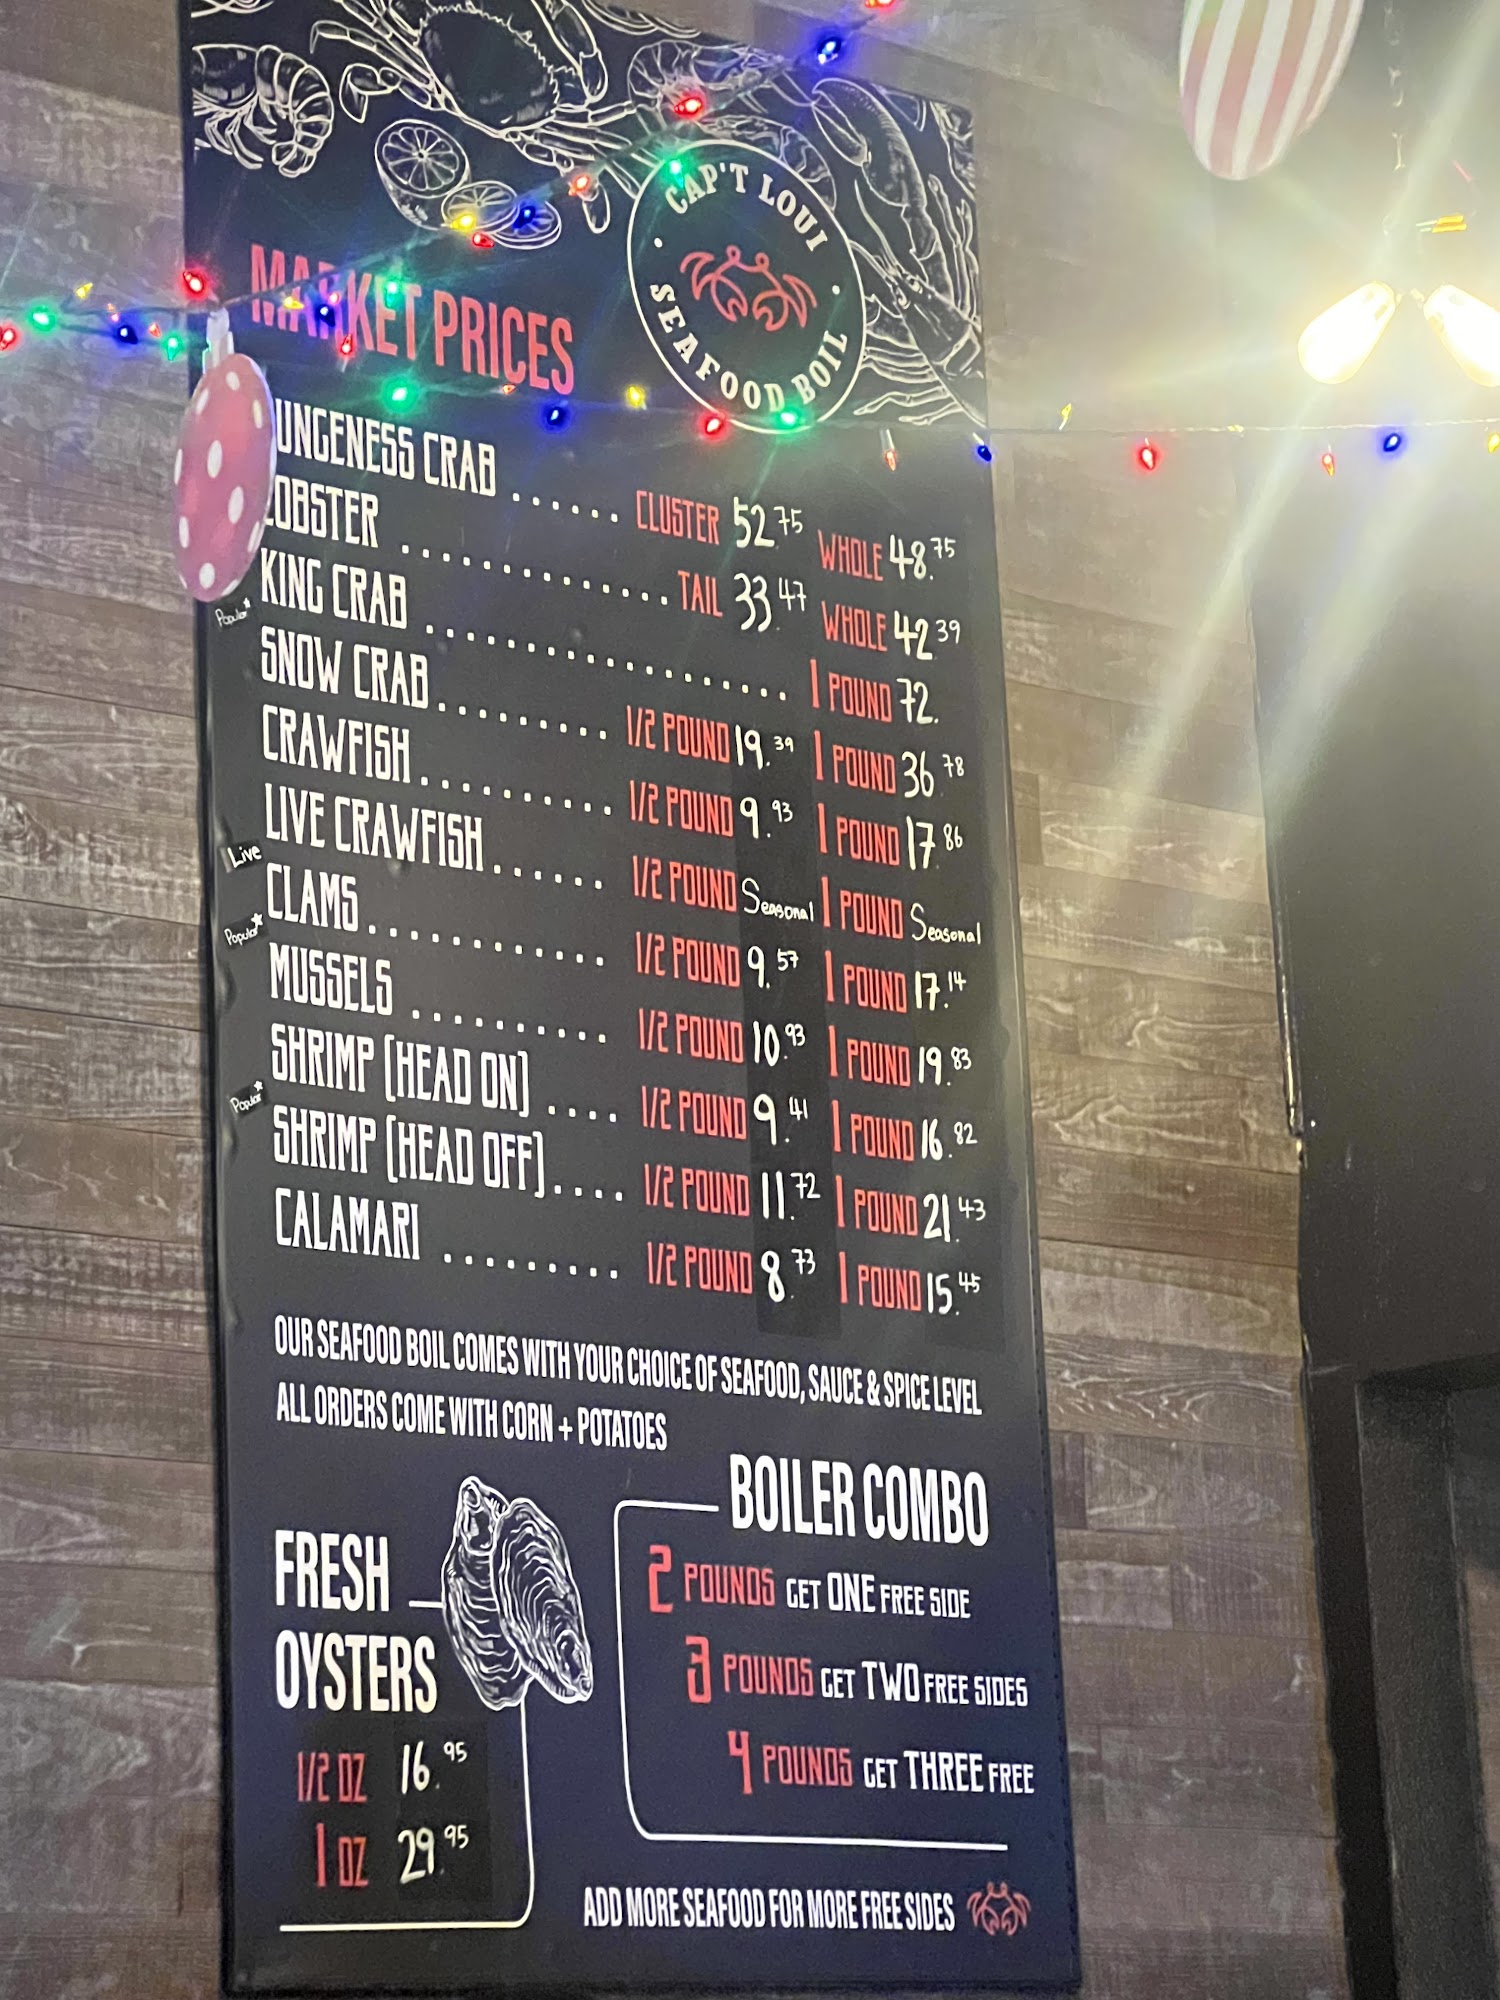 CAP'T LOUI
SEAFOOD BOIL
MARKET PRICES
UNGENESS CRAB ...... CLUSTER 52.75 WHOLE 48.75
LOBSTER .............. TAIL 33.47 WHOLE 42.39
KING CRAB ................... 1 POUND 72.
Popular*
SNOW CRAB ......... 1/2 POUND 19.39 1 POUND 36.78
CRAWFISH .......... 1/2 POUND 9.93 1 POUND 17.86
LIVE CRAWFISH ...... 1/2 POUND Seasonal 1 POUND Seasonal
Live
CLAMS ............ 1/2 POUND 9.57 1 POUND 17.14
Popular*
MUSSELS .......... 1/2 POUND 10.93 1 POUND 19.83
SHRIMP (HEAD ON) .... 1/2 POUND 9.41 1 POUND 16.82
Popular*
SHRIMP (HEAD OFF) .... 1/2 POUND 11.72 1 POUND 21.43
CALAMARI ......... 1/2 POUND 8.73 1 POUND 15.45
OUR SEAFOOD BOIL COMES WITH YOUR CHOICE OF SEAFOOD, SAUCE & SPICE LEVEL
ALL ORDERS COME WITH CORN + POTATOES
FRESH
OYSTERS
1/2 OZ 16.95
1 OZ 29.95
BOILER COMBO
2 POUNDS GET ONE FREE SIDE
3 POUNDS GET TWO FREE SIDES
4 POUNDS GET THREE FREE
ADD MORE SEAFOOD FOR MORE FREE SIDES